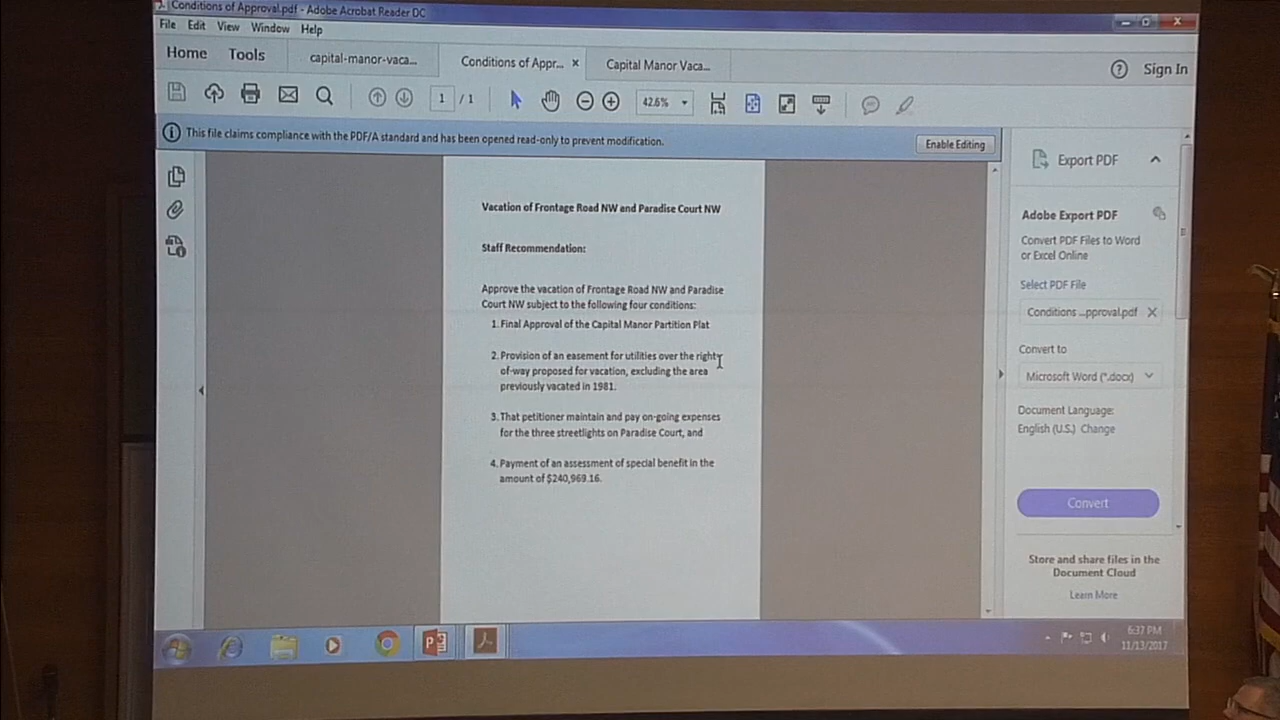 Conditions of Approval.pdf - Adobe Acrobat Reader DC
File Edit View Window Help
Home Tools capital-manor-vaca... Conditions of Appr... × Capital Manor Vaca... Sign In
1 / 1 42.6%
This file claims compliance with the PDF/A standard and has been opened read-only to prevent modification. Enable Editing
Vacation of Frontage Road NW and Paradise Court NW
Staff Recommendation:
Approve the vacation of Frontage Road NW and Paradise
Court NW subject to the following four conditions:
1. Final Approval of the Capital Manor Partition Plat
2. Provision of an easement for utilities over the right-
of-way proposed for vacation, excluding the area
previously vacated in 1981.
3. That petitioner maintain and pay on-going expenses
for the three streetlights on Paradise Court, and
4. Payment of an assessment of special benefit in the
amount of $240,969.16.
Export PDF
Adobe Export PDF
Convert PDF Files to Word
or Excel Online
Select PDF File
Conditions ...pproval.pdf ×
Convert to
Microsoft Word (*.docx)
Document Language:
English (U.S.) Change
Convert
Store and share files in the
Document Cloud
Learn More
6:37 PM
11/13/2017